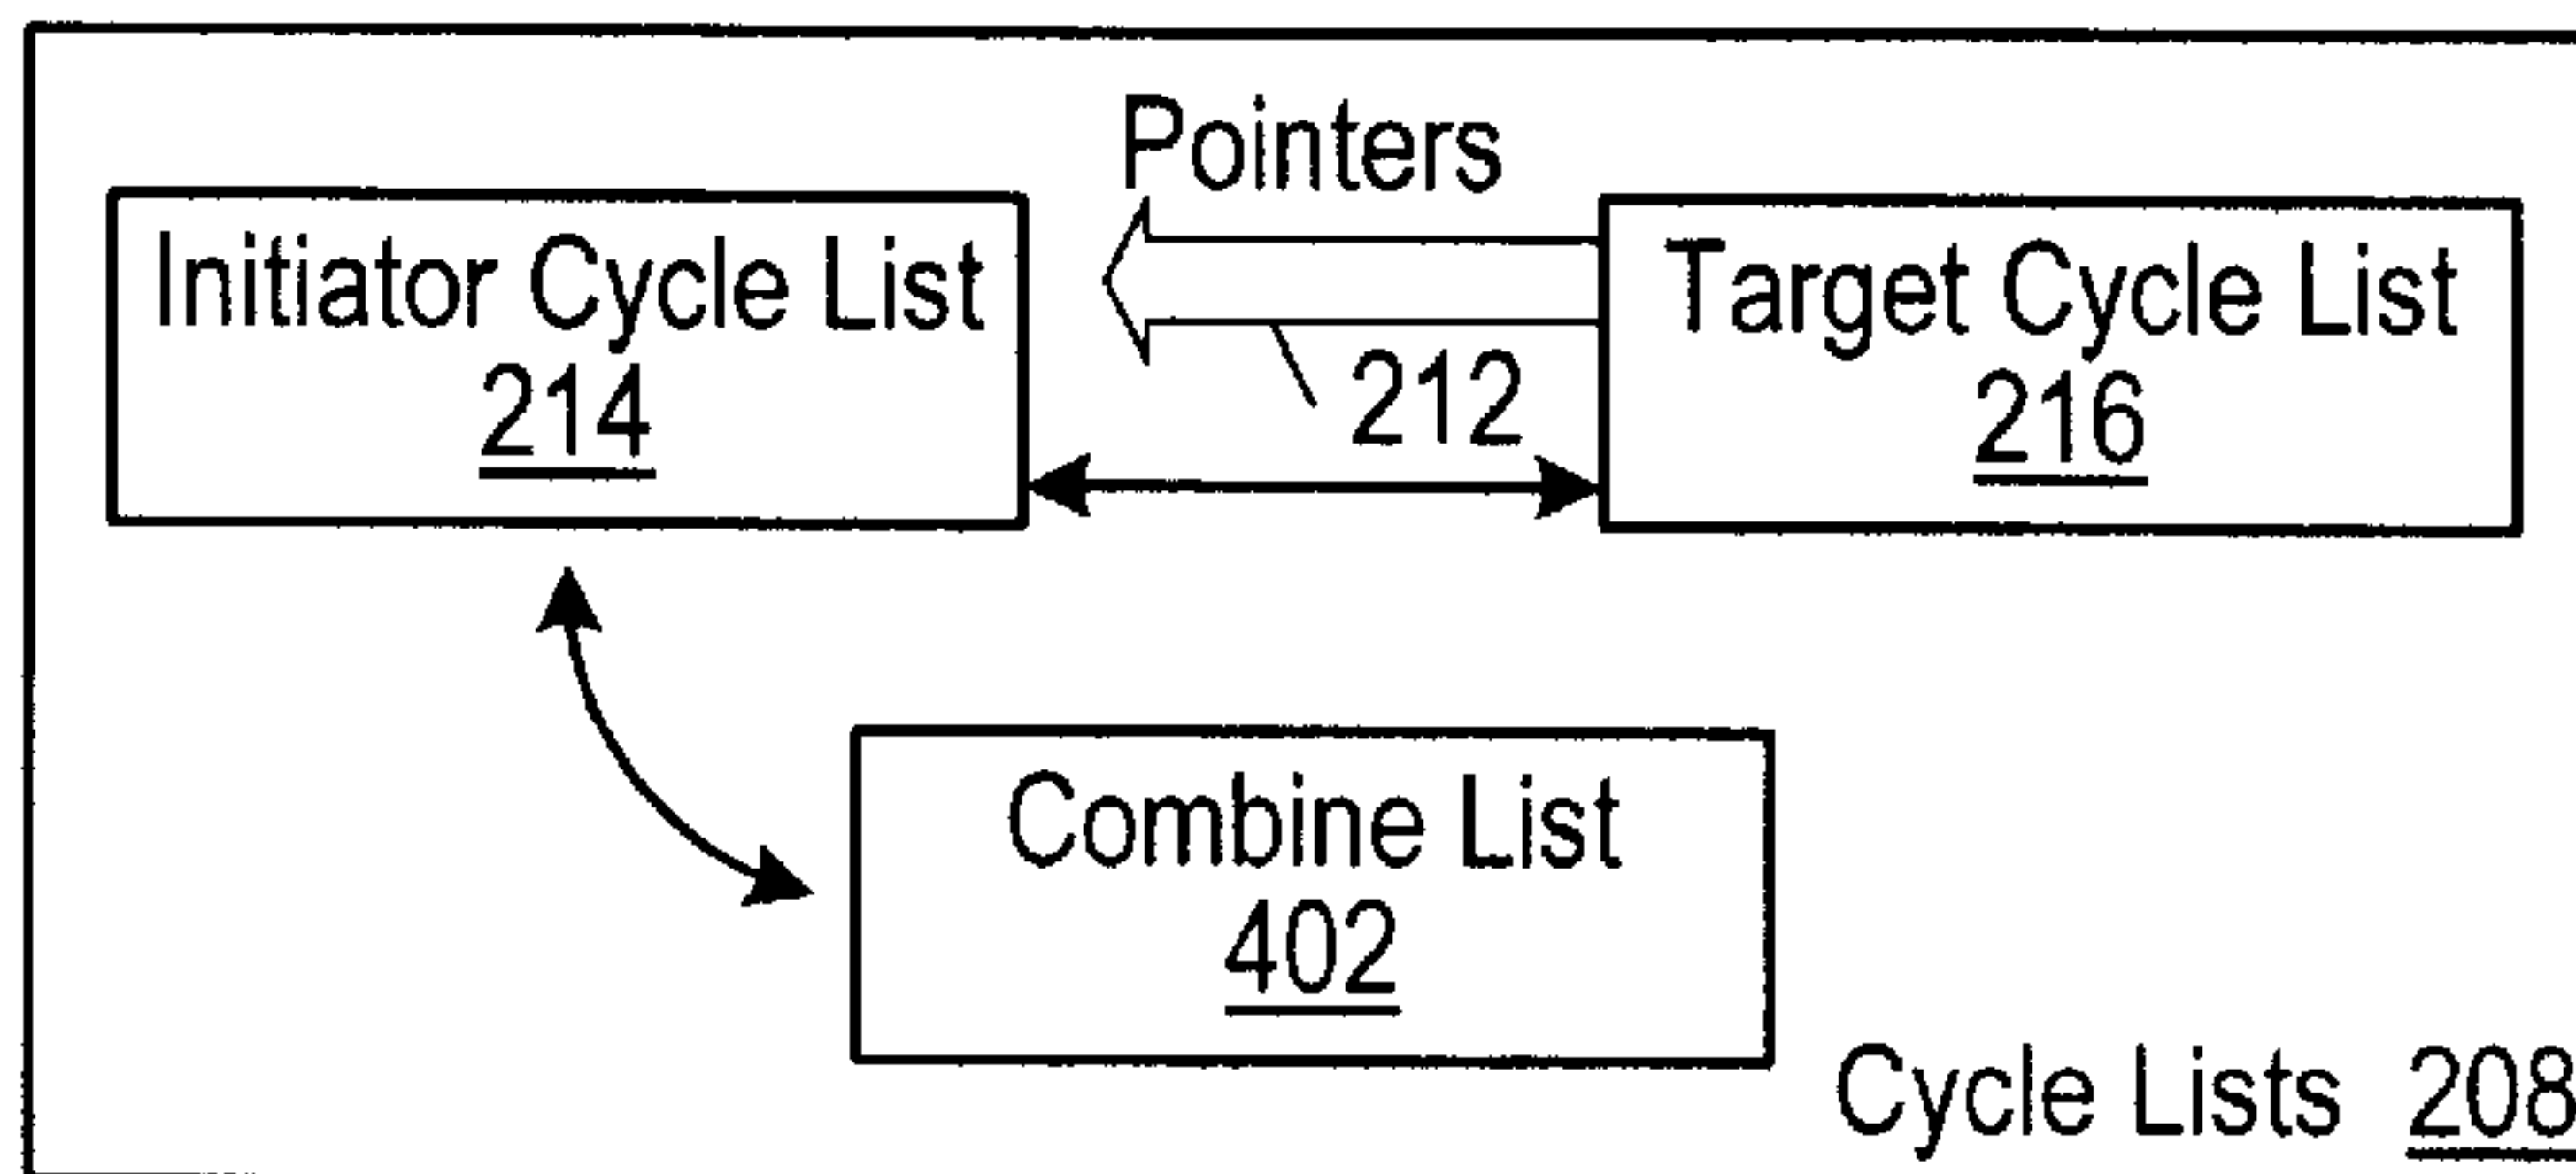 Pointers
Initiator Cycle List
214
212
Target Cycle List
216
Combine List
402
Cycle Lists 208